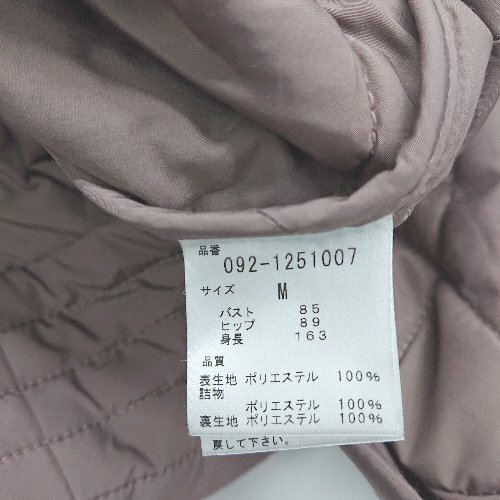 品番
092-1251007
サイズ M
バスト 85
ヒップ 89
身長 163
品質
表生地 ポリエステル 100%
詰物
ポリエステル 100%
裏生地 ポリエステル 100%
戻して下さい。